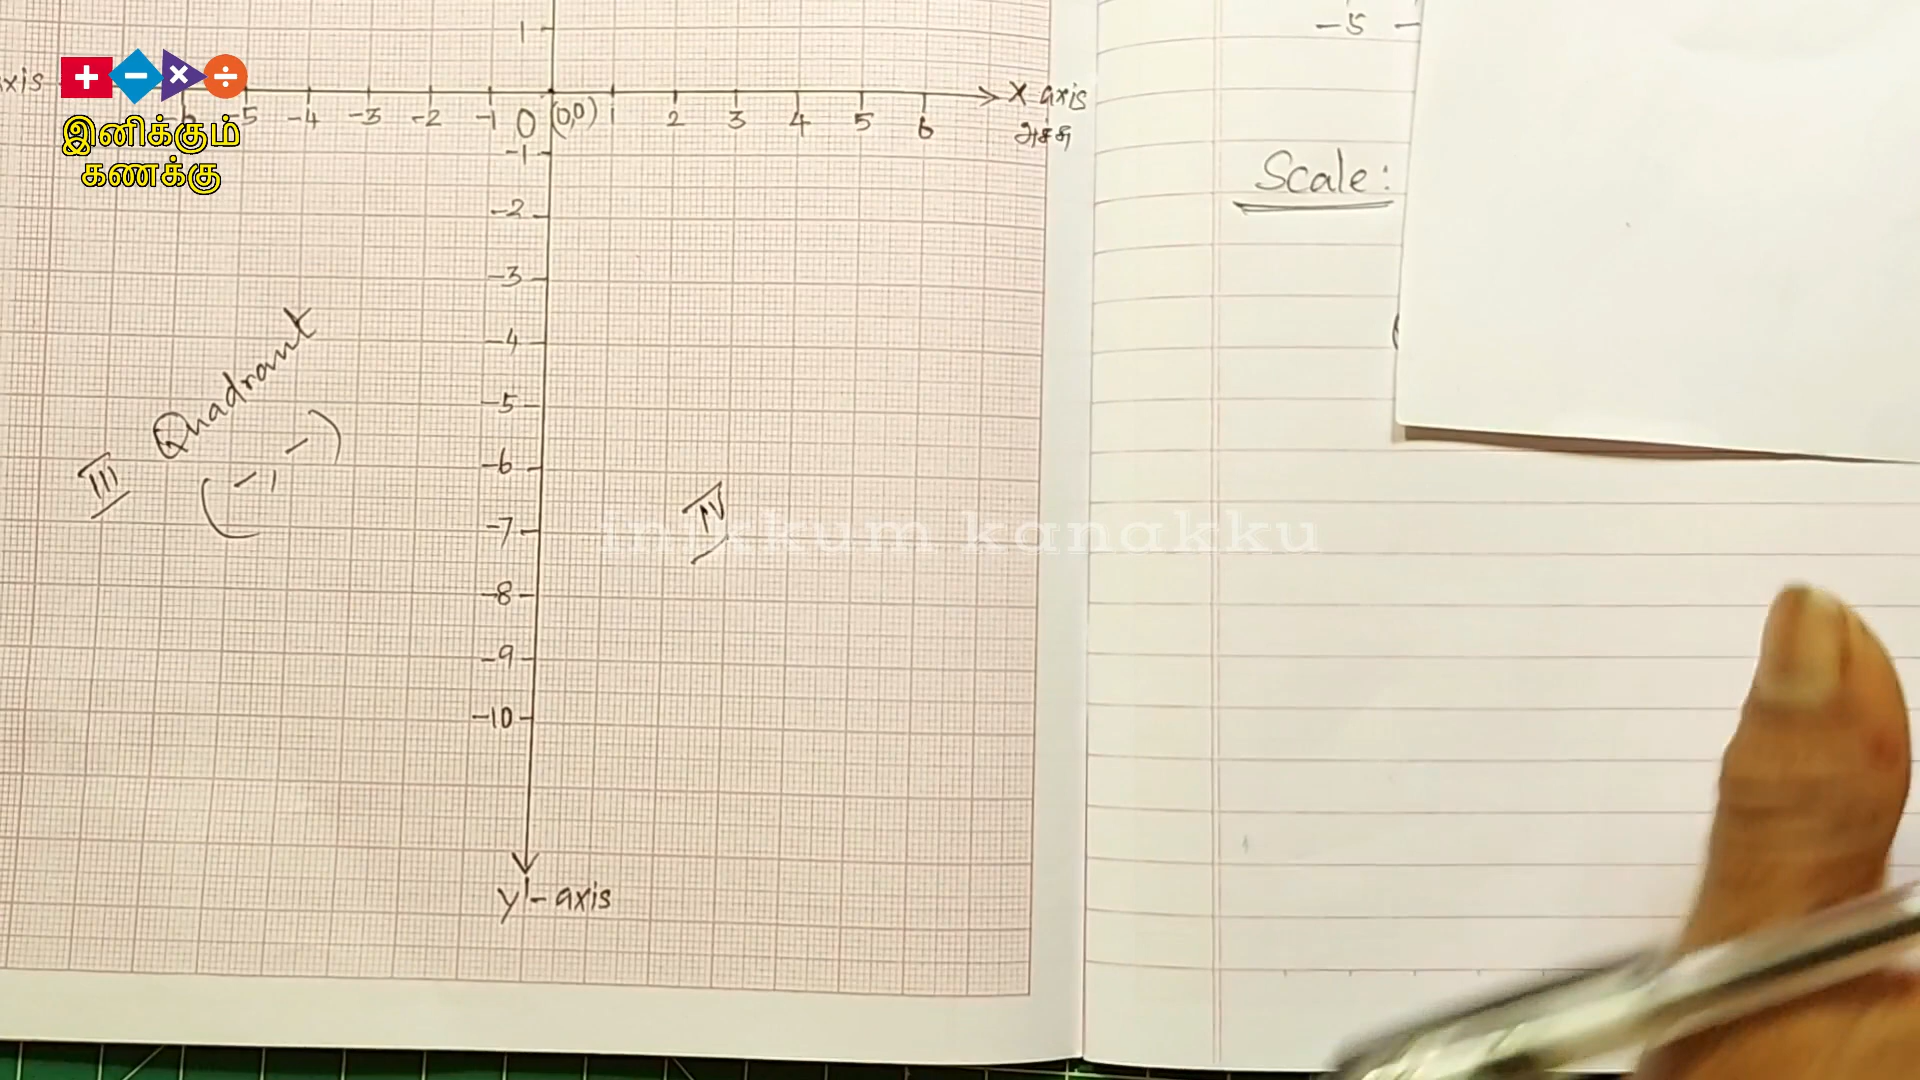 1
-5 -
xis
X axis
அச்சு
-6 -5 -4 -3 -2 -1 0 (0,0) 1 2 3 4 5 6
இனிக்கும்
கணக்கு
-1
-2
-3
-4
-5
-6
-7
-8
-9
-10
Scale:
III Quadrant
(-, -)
IV
inikkum kanakku
y'- axis